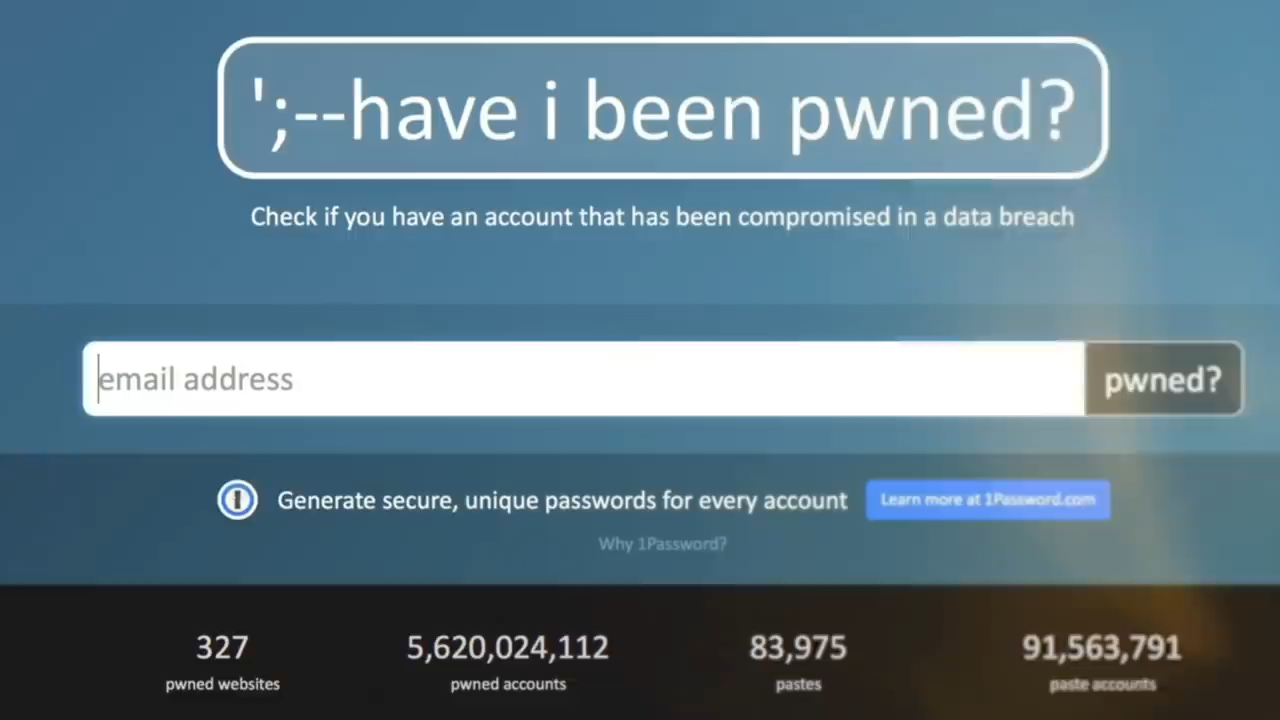 ';--have i been pwned?
Check if you have an account that has been compromised in a data breach
email address
pwned?
Generate secure, unique passwords for every account
Learn more at 1Password.com
Why 1Password?
327
5,620,024,112
83,975
91,563,791
pwned websites
pwned accounts
pastes
paste accounts